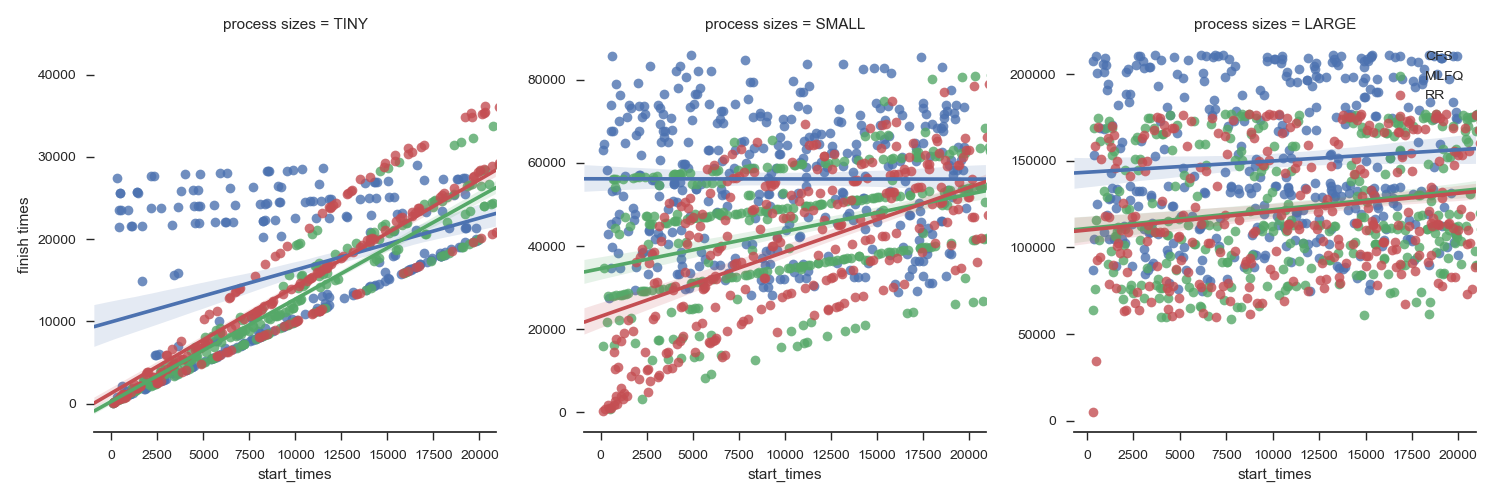 process sizes = TINY
process sizes = SMALL
process sizes = LARGE
CFS
MLFQ
RR
finish times
40000
30000
20000
10000
0
80000
60000
40000
20000
0
200000
150000
100000
50000
0
0 2500 5000 7500 10000 12500 15000 17500 20000
0 2500 5000 7500 10000 12500 15000 17500 20000
0 2500 5000 7500 10000 12500 15000 17500 20000
start_times
start_times
start_times